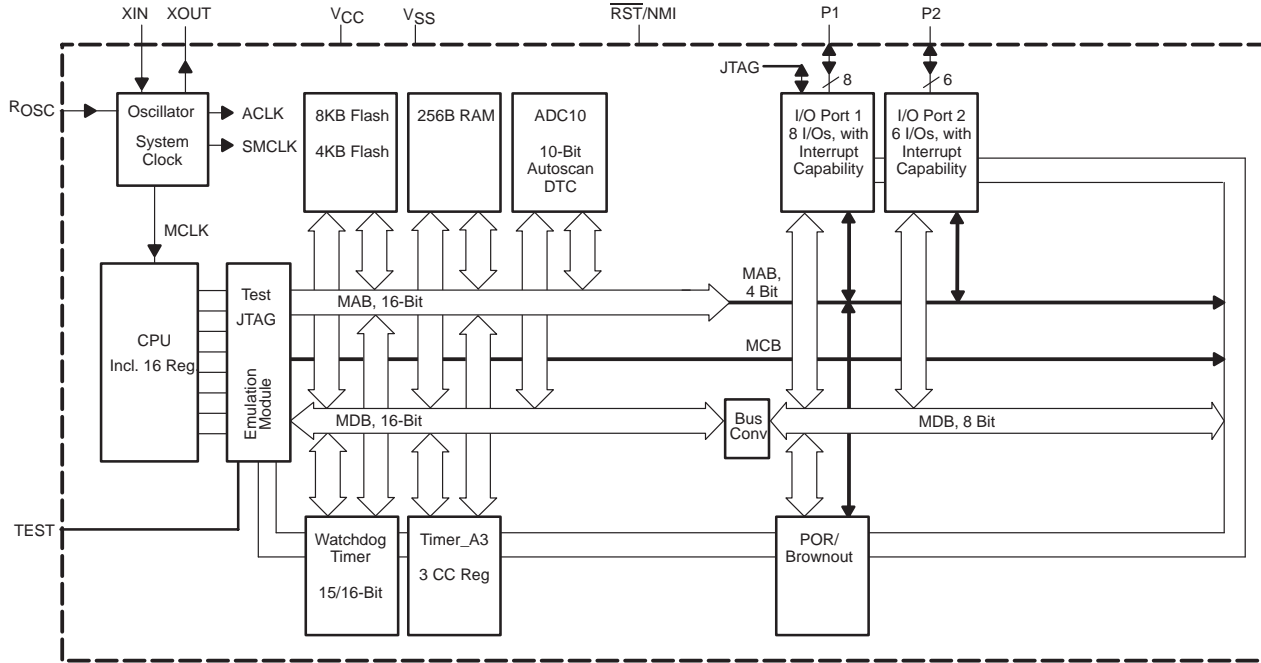 XIN XOUT VCC VSS RST/NMI P1 P2
JTAG
8 6
ROSC
Oscillator
System
Clock
ACLK
SMCLK
8KB Flash
4KB Flash
256B RAM
ADC10
10-Bit
Autoscan
DTC
I/O Port 1
8 I/Os, with
Interrupt
Capability
I/O Port 2
6 I/Os, with
Interrupt
Capability
MCLK
CPU
Incl. 16 Reg.
Test
JTAG
Emulation
Module
MAB, 16-Bit
MAB,
4 Bit
MCB
MDB, 16-Bit
Bus
Conv
MDB, 8 Bit
TEST
Watchdog
Timer
15/16-Bit
Timer_A3
3 CC Reg
POR/
Brownout